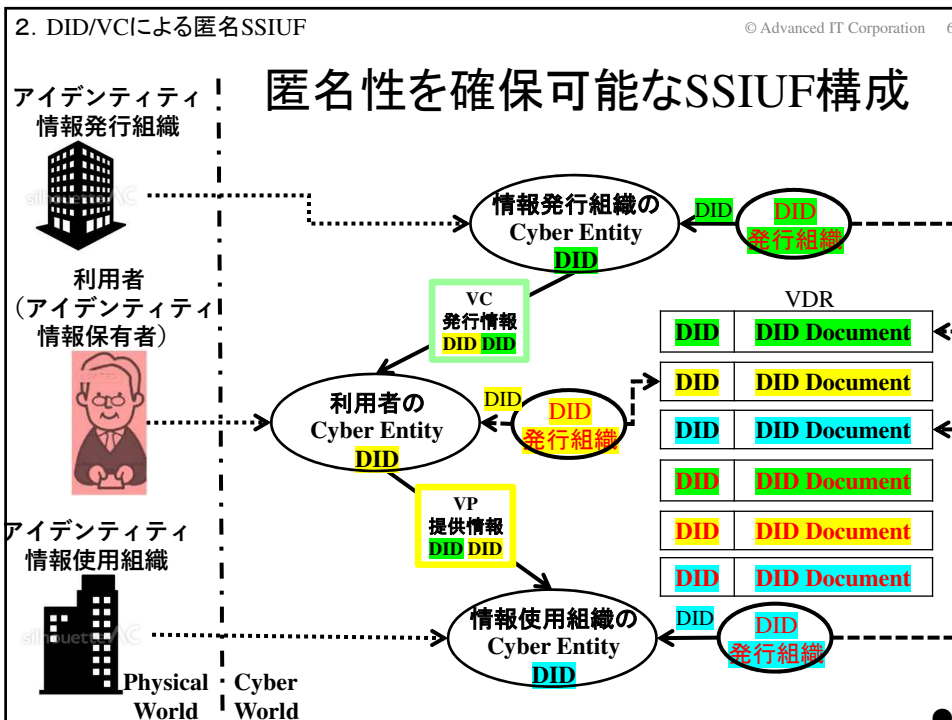 2. DID/VCによる匿名SSIUF
© Advanced IT Corporation 6
匿名性を確保可能なSSIUF構成
アイデンティティ
情報発行組織
silhouetteAC
利用者
（アイデンティティ
情報保有者）
アイデンティティ
情報使用組織
silhouetteAC
Physical
World
Cyber
World
情報発行組織の
Cyber Entity
DID
DID
DID
発行組織
VC
発行情報
DID DID
利用者の
Cyber Entity
DID
DID
DID
発行組織
VP
提供情報
DID DID
情報使用組織の
Cyber Entity
DID
DID
DID
発行組織
VDR
DID DID Document
DID DID Document
DID DID Document
DID DID Document
DID DID Document
DID DID Document